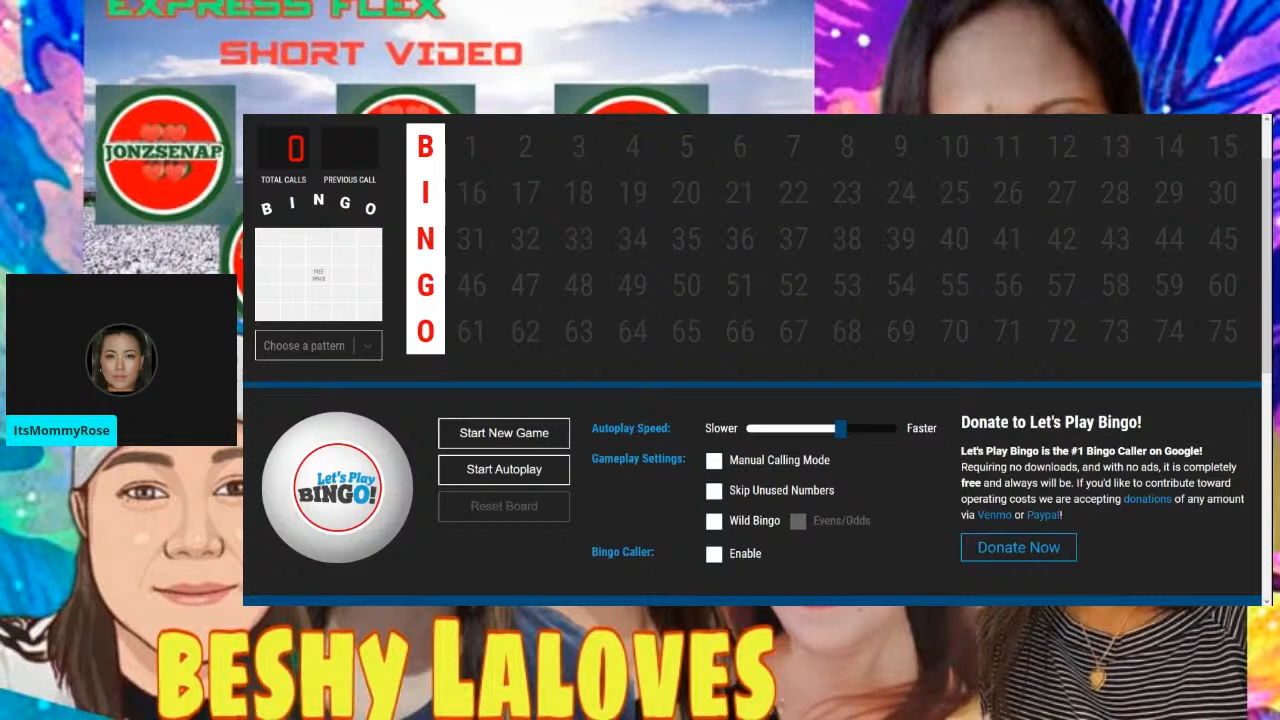 EXPRESS FLEX
SHORT VIDEO
JONZSENAP
0
TOTAL CALLS
PREVIOUS CALL
B I N G O
FREE
SPACE
Choose a pattern
B 1 2 3 4 5 6 7 8 9 10 11 12 13 14 15
I 16 17 18 19 20 21 22 23 24 25 26 27 28 29 30
N 31 32 33 34 35 36 37 38 39 40 41 42 43 44 45
G 46 47 48 49 50 51 52 53 54 55 56 57 58 59 60
O 61 62 63 64 65 66 67 68 69 70 71 72 73 74 75
ItsMommyRose
Let's Play
BINGO!
Start New Game
Start Autoplay
Reset Board
Autoplay Speed: Slower Faster
Gameplay Settings: Manual Calling Mode
Skip Unused Numbers
Wild Bingo Evens/Odds
Bingo Caller: Enable
Donate to Let's Play Bingo!
Let's Play Bingo is the #1 Bingo Caller on Google!
Requiring no downloads, and with no ads, it is completely
free and always will be. If you'd like to contribute toward
operating costs we are accepting donations of any amount
via Venmo or Paypal!
Donate Now
BESHY LALOVES